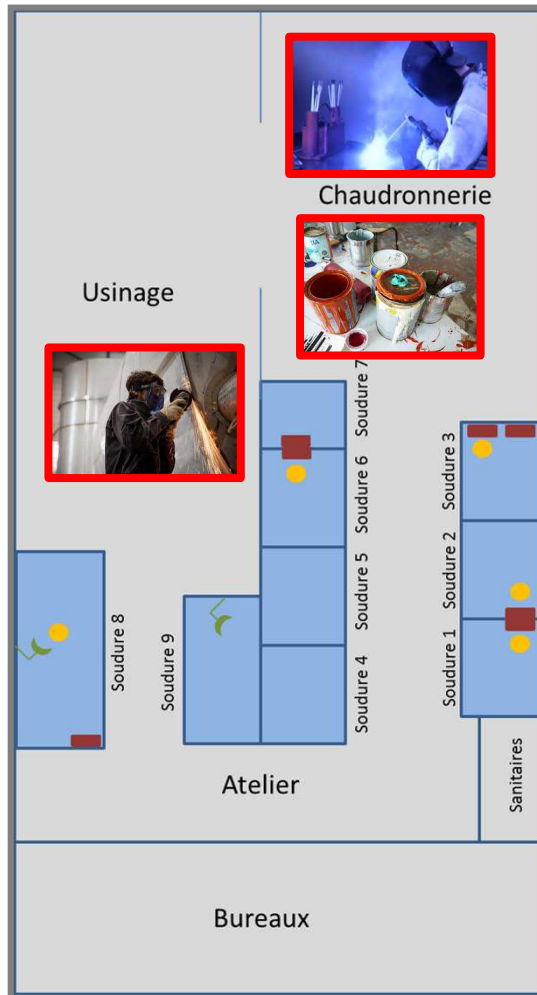 Chaudronnerie
Usinage
Soudure 7
Soudure 6
Soudure 5
Soudure 4
Soudure 3
Soudure 2
Soudure 1
Soudure 8
Soudure 9
Atelier
Sanitaires
Bureaux